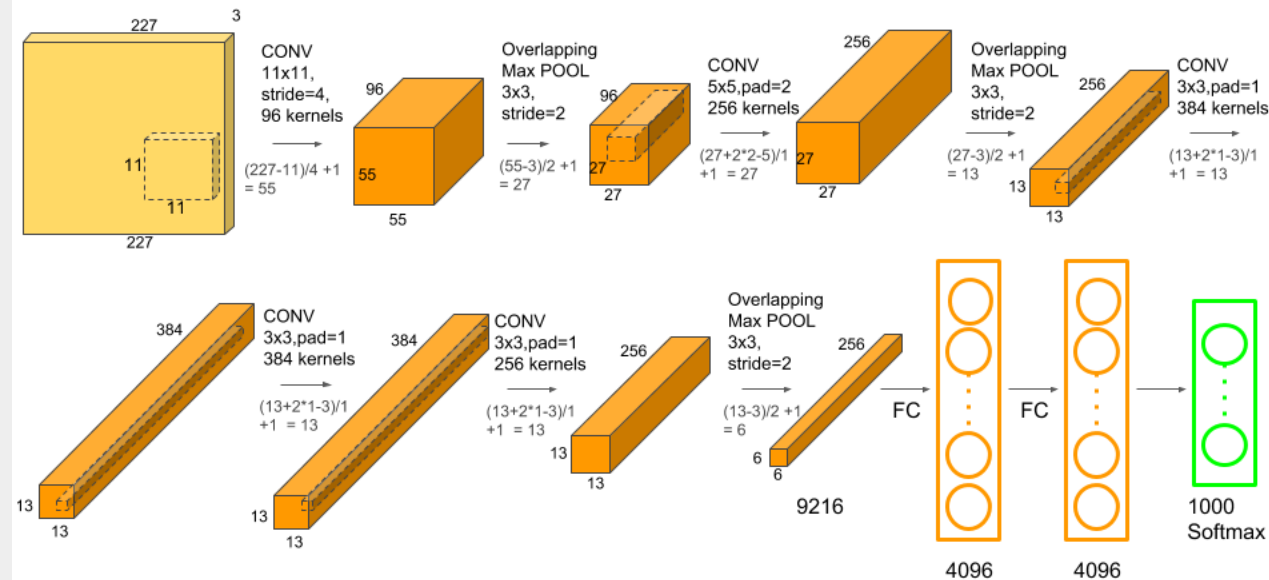 227
3
11
11
227
CONV
11x11,
stride=4,
96 kernels
(227-11)/4 +1
= 55
96
55
55
Overlapping
Max POOL
3x3,
stride=2
(55-3)/2 +1
= 27
96
27
27
CONV
5x5,pad=2
256 kernels
(27+2*2-5)/1
+1 = 27
256
27
27
Overlapping
Max POOL
3x3,
stride=2
(27-3)/2 +1
= 13
256
13
13
CONV
3x3,pad=1
384 kernels
(13+2*1-3)/1
+1 = 13
384
13
13
CONV
3x3,pad=1
384 kernels
(13+2*1-3)/1
+1 = 13
384
13
13
CONV
3x3,pad=1
256 kernels
(13+2*1-3)/1
+1 = 13
256
13
13
Overlapping
Max POOL
3x3,
stride=2
(13-3)/2 +1
= 6
256
6
6
9216
FC
4096
FC
4096
1000
Softmax